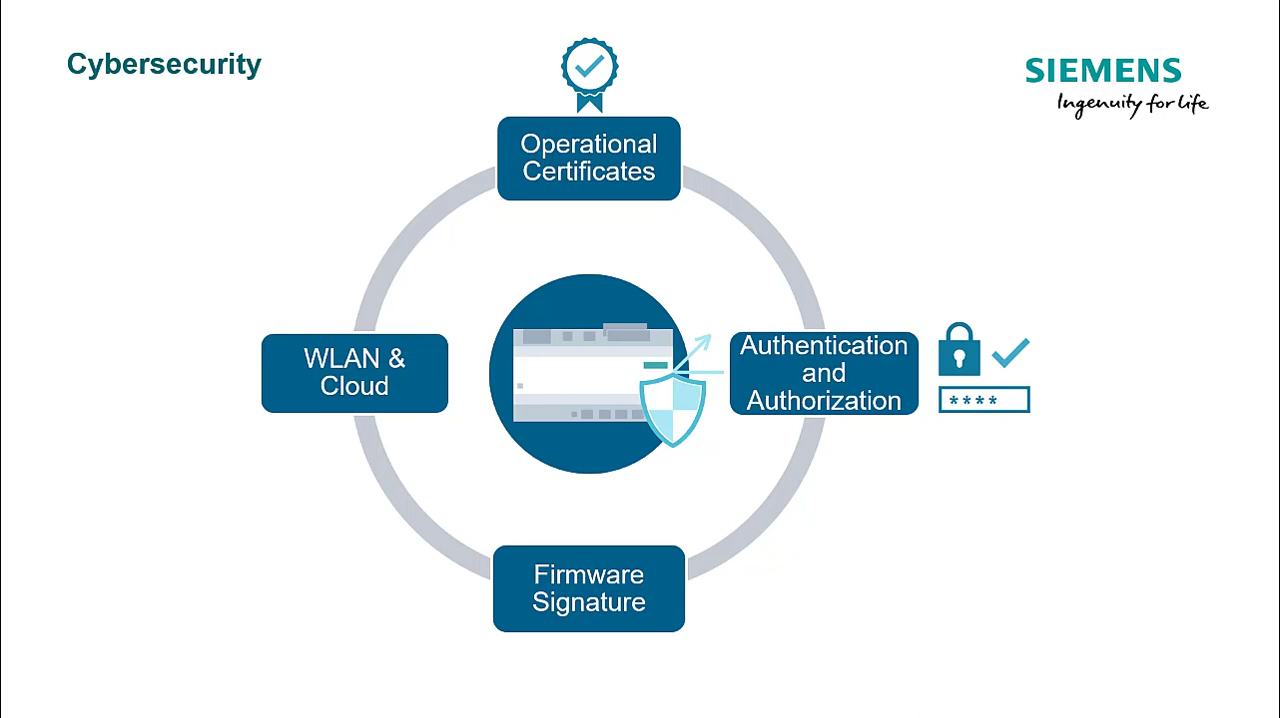 Cybersecurity
SIEMENS
Ingenuity for life
Operational
Certificates
WLAN &
Cloud
Authentication
and
Authorization
****
Firmware
Signature